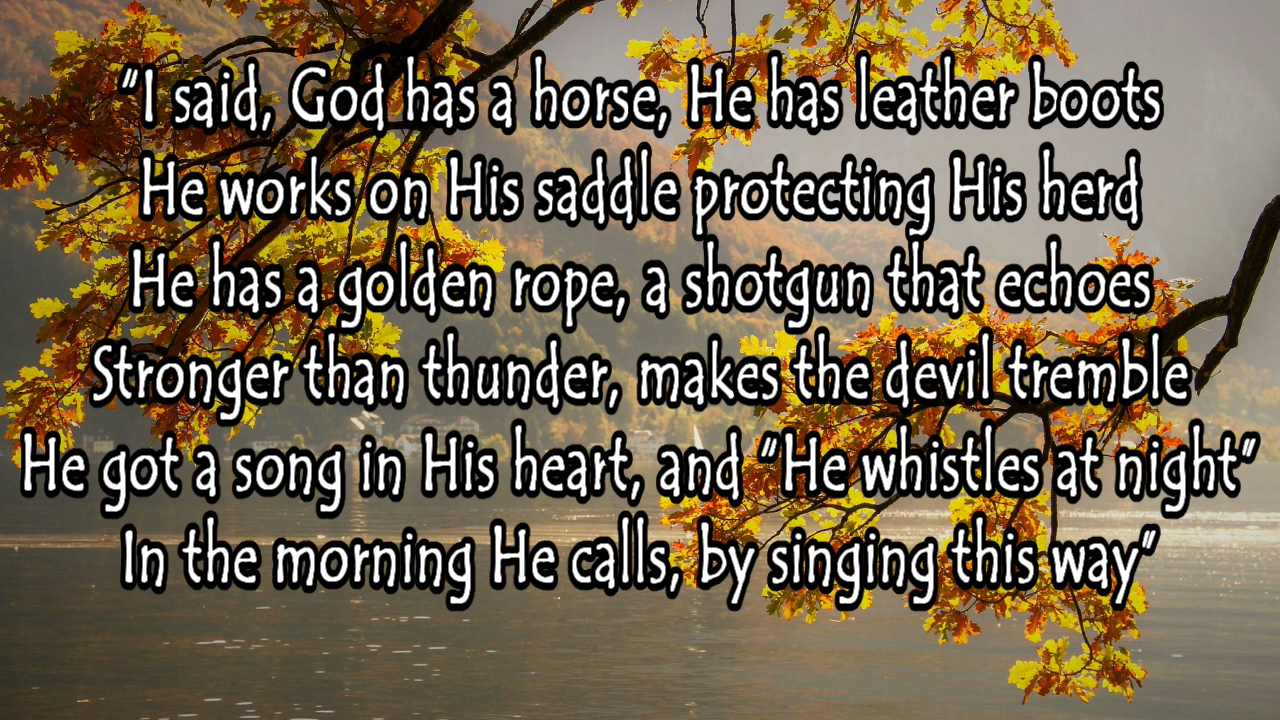 "I said, God has a horse, He has leather boots
He works on His saddle protecting His herd
He has a golden rope, a shotgun that echoes
Stronger than thunder, makes the devil tremble
He got a song in His heart, and "He whistles at night"
In the morning He calls, by singing this way"